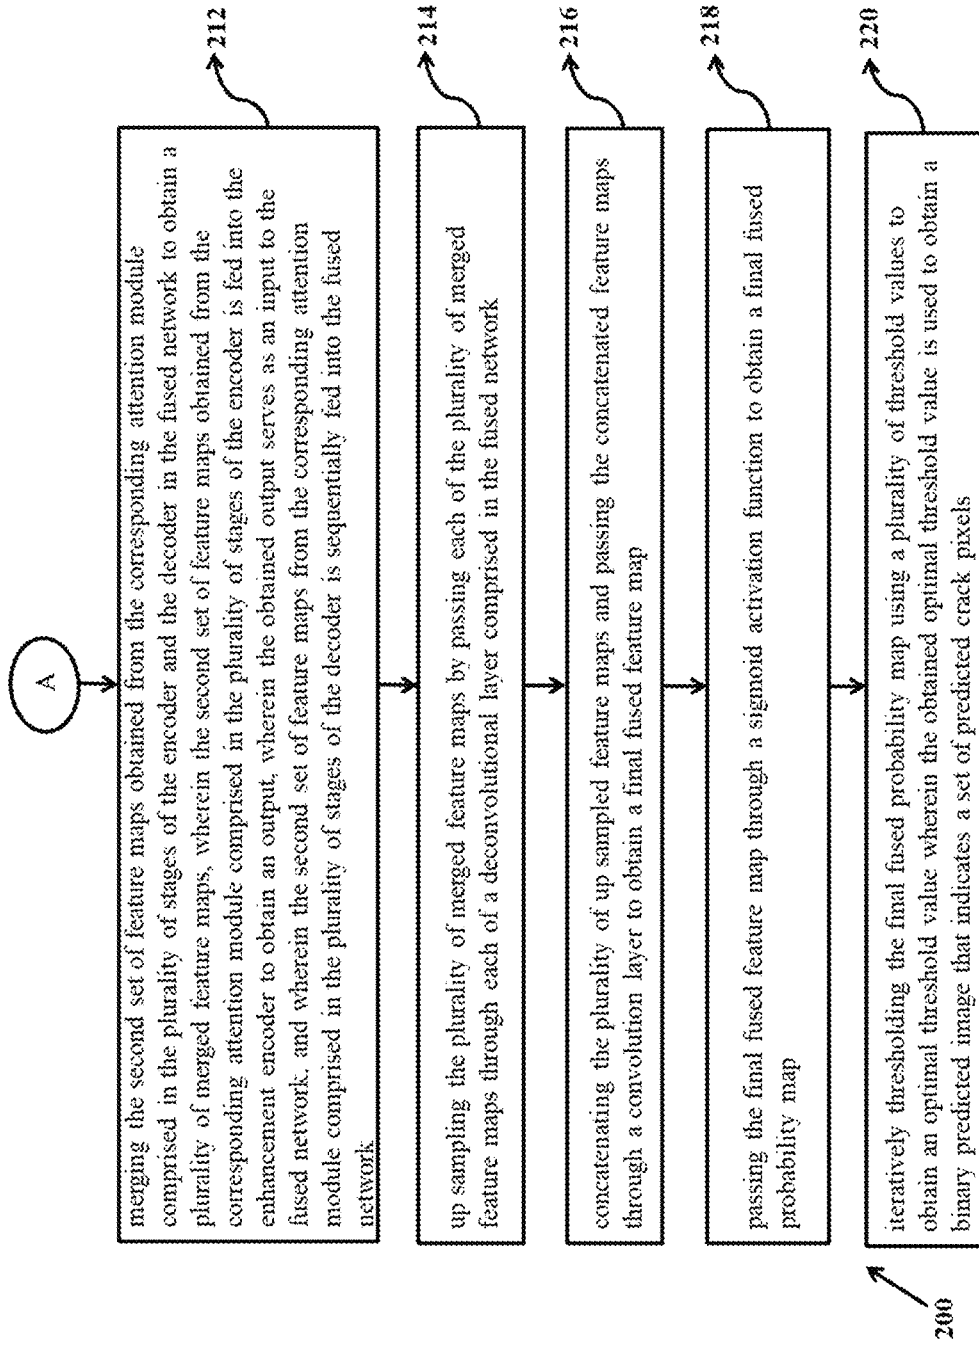 A
merging the second set of feature maps obtained from the corresponding attention module
comprised in the plurality of stages of the encoder and the decoder in the fused network to obtain a
plurality of merged feature maps, wherein the second set of feature maps obtained from the
corresponding attention module comprised in the plurality of stages of the encoder is fed into the
enhancement encoder to obtain an output, wherein the obtained output serves as an input to the
fused network, and wherein the second set of feature maps from the corresponding attention
module comprised in the plurality of stages of the decoder is sequentially fed into the fused
network
212
up sampling the plurality of merged feature maps by passing each of the plurality of merged
feature maps through each of a deconvolutional layer comprised in the fused network
214
concatenating the plurality of up sampled feature maps and passing the concatenated feature maps
through a convolution layer to obtain a final fused feature map
216
passing the final fused feature map through a sigmoid activation function to obtain a final fused
probability map
218
iteratively thresholding the final fused probability map using a plurality of threshold values to
obtain an optimal threshold value wherein the obtained optimal threshold value is used to obtain a
binary predicted image that indicates a set of predicted crack pixels
220
200